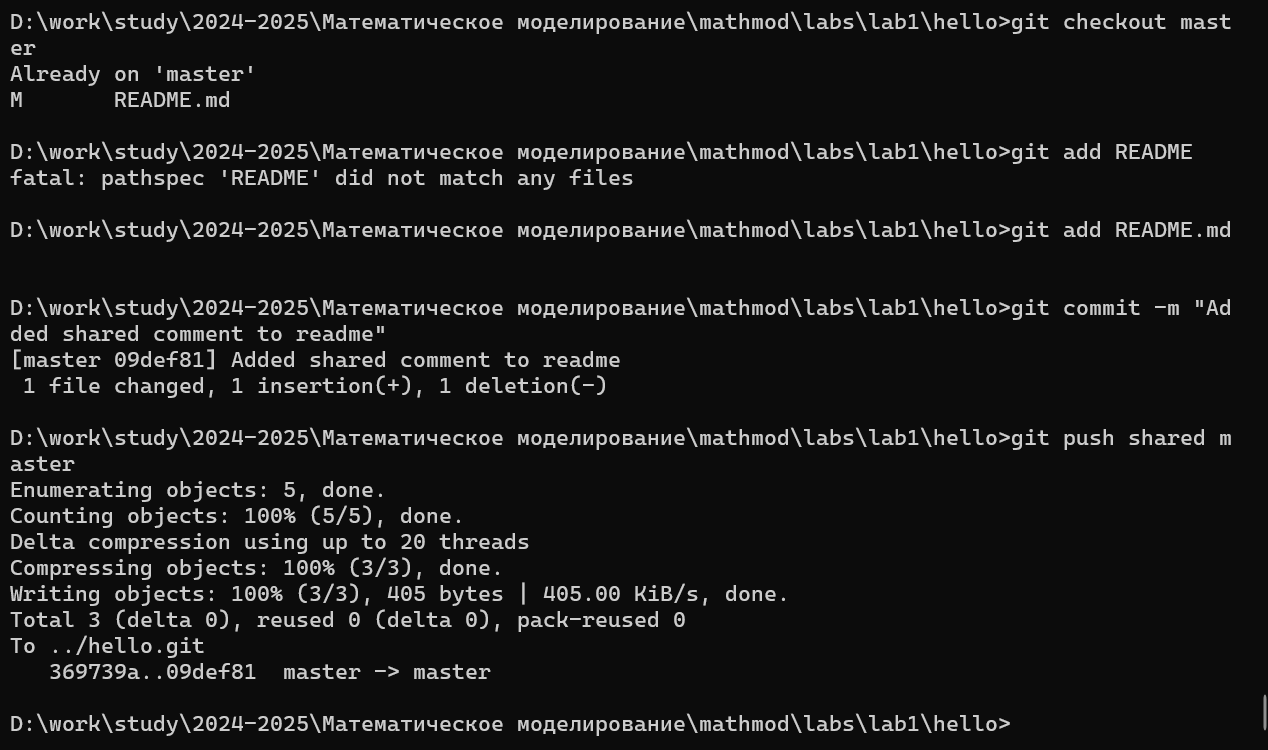 D:\work\study\2024-2025\Математическое моделирование\mathmod\labs\lab1\hello>git checkout mast
er
Already on 'master'
M       README.md
D:\work\study\2024-2025\Математическое моделирование\mathmod\labs\lab1\hello>git add README
fatal: pathspec 'README' did not match any files
D:\work\study\2024-2025\Математическое моделирование\mathmod\labs\lab1\hello>git add README.md
D:\work\study\2024-2025\Математическое моделирование\mathmod\labs\lab1\hello>git commit -m "Ad
ded shared comment to readme"
[master 09def81] Added shared comment to readme
 1 file changed, 1 insertion(+), 1 deletion(-)
D:\work\study\2024-2025\Математическое моделирование\mathmod\labs\lab1\hello>git push shared m
aster
Enumerating objects: 5, done.
Counting objects: 100% (5/5), done.
Delta compression using up to 20 threads
Compressing objects: 100% (3/3), done.
Writing objects: 100% (3/3), 405 bytes | 405.00 KiB/s, done.
Total 3 (delta 0), reused 0 (delta 0), pack-reused 0
To ../hello.git
   369739a..09def81  master -> master
D:\work\study\2024-2025\Математическое моделирование\mathmod\labs\lab1\hello>